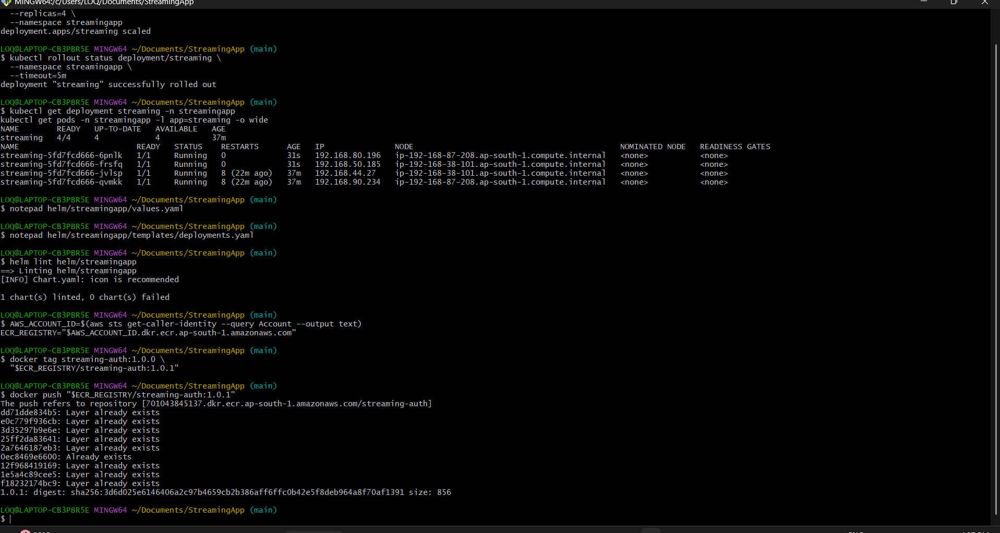 MINGW64:/c/Users/LOQ/Documents/StreamingApp
  --replicas=4 \
  --namespace streamingapp
deployment.apps/streaming scaled

LOQ@LAPTOP-CB3PBR5E MINGW64 ~/Documents/StreamingApp (main)
$ kubectl rollout status deployment/streaming \
  --namespace streamingapp \
  --timeout=5m
deployment "streaming" successfully rolled out

LOQ@LAPTOP-CB3PBR5E MINGW64 ~/Documents/StreamingApp (main)
$ kubectl get deployment streaming -n streamingapp
kubectl get pods -n streamingapp -l app=streaming -o wide
NAME        READY   UP-TO-DATE   AVAILABLE   AGE
streaming   4/4     4            4           37m
NAME                         READY   STATUS    RESTARTS      AGE   IP               NODE                                            NOMINATED NODE   READINESS GATES
streaming-5fd7fcd666-6pnlk   1/1     Running   0             31s   192.168.80.196   ip-192-168-87-208.ap-south-1.compute.internal   <none>           <none>
streaming-5fd7fcd666-frsfq   1/1     Running   0             31s   192.168.50.185   ip-192-168-38-101.ap-south-1.compute.internal   <none>           <none>
streaming-5fd7fcd666-jvlsp   1/1     Running   8 (22m ago)   37m   192.168.44.27    ip-192-168-38-101.ap-south-1.compute.internal   <none>           <none>
streaming-5fd7fcd666-qvmkk   1/1     Running   8 (22m ago)   37m   192.168.90.234   ip-192-168-87-208.ap-south-1.compute.internal   <none>           <none>

LOQ@LAPTOP-CB3PBR5E MINGW64 ~/Documents/StreamingApp (main)
$ notepad helm/streamingapp/values.yaml

LOQ@LAPTOP-CB3PBR5E MINGW64 ~/Documents/StreamingApp (main)
$ notepad helm/streamingapp/templates/deployments.yaml

LOQ@LAPTOP-CB3PBR5E MINGW64 ~/Documents/StreamingApp (main)
$ helm lint helm/streamingapp
==> Linting helm/streamingapp
[INFO] Chart.yaml: icon is recommended

1 chart(s) linted, 0 chart(s) failed

LOQ@LAPTOP-CB3PBR5E MINGW64 ~/Documents/StreamingApp (main)
$ AWS_ACCOUNT_ID=$(aws sts get-caller-identity --query Account --output text)
ECR_REGISTRY="$AWS_ACCOUNT_ID.dkr.ecr.ap-south-1.amazonaws.com"

LOQ@LAPTOP-CB3PBR5E MINGW64 ~/Documents/StreamingApp (main)
$ docker tag streaming-auth:1.0.0 \
  "$ECR_REGISTRY/streaming-auth:1.0.1"

LOQ@LAPTOP-CB3PBR5E MINGW64 ~/Documents/StreamingApp (main)
$ docker push "$ECR_REGISTRY/streaming-auth:1.0.1"
The push refers to repository [701043845137.dkr.ecr.ap-south-1.amazonaws.com/streaming-auth]
dd71dde834b5: Layer already exists
e0c779f936cb: Layer already exists
3d35297b9e6e: Layer already exists
25ff2da83641: Layer already exists
2a7646187eb3: Layer already exists
0ec8469e6600: Already exists
12f968419169: Layer already exists
1e5a4c89cee5: Layer already exists
f18232174bc9: Layer already exists
1.0.1: digest: sha256:3d6d025e6146406a2c97b4659cb2b386aff6ffc0b42e5f8deb964a8f70af1391 size: 856

LOQ@LAPTOP-CB3PBR5E MINGW64 ~/Documents/StreamingApp (main)
$